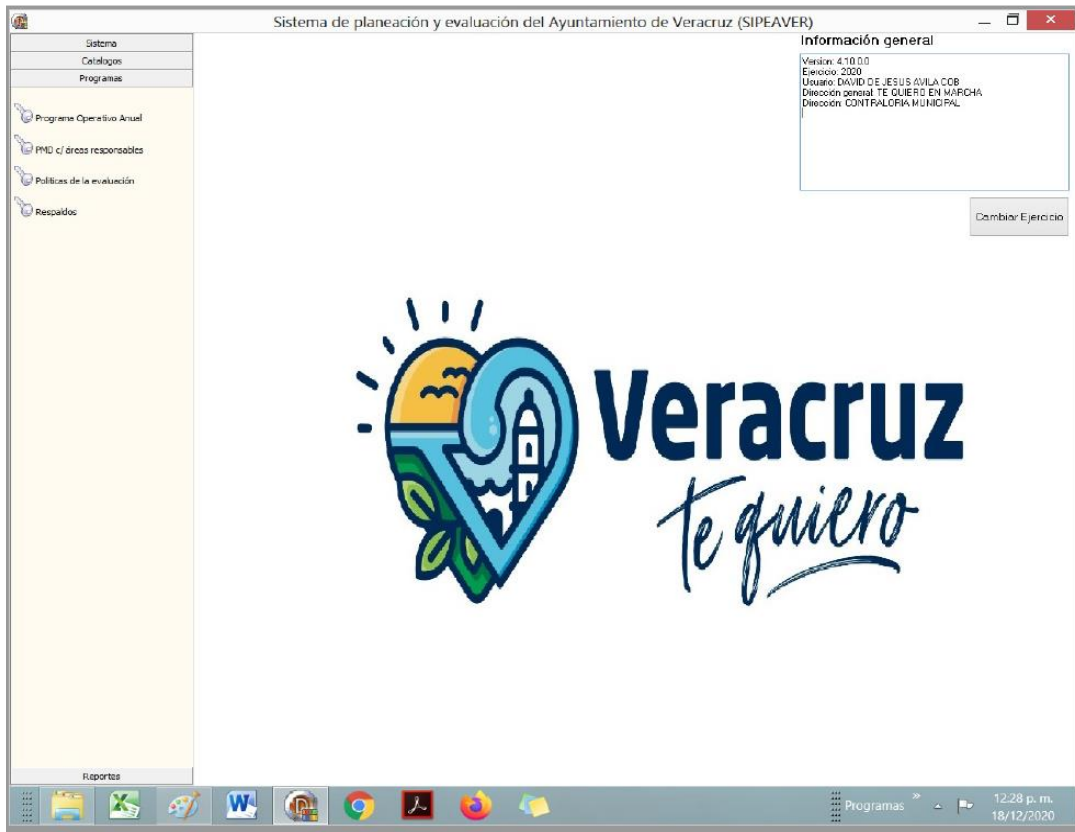 Sistema de planeación y evaluación del Ayuntamiento de Veracruz (SIPEAVER)
Sistema
Catalogos
Programas
Programa Operativo Anual
PMD c/ áreas responsables
Políticas de la evaluación
Respaldos
Reportes
Información general
Version: 4.10.0.0
Ejercicio: 2020
Usuario: DAVID DE JESUS AVILA COB
Dirección general: TE QUIERO EN MARCHA
Dirección: CONTRALORIA MUNICIPAL
Cambiar Ejercicio
Veracruz
te quiero
Programas
12:28 p. m.
18/12/2020